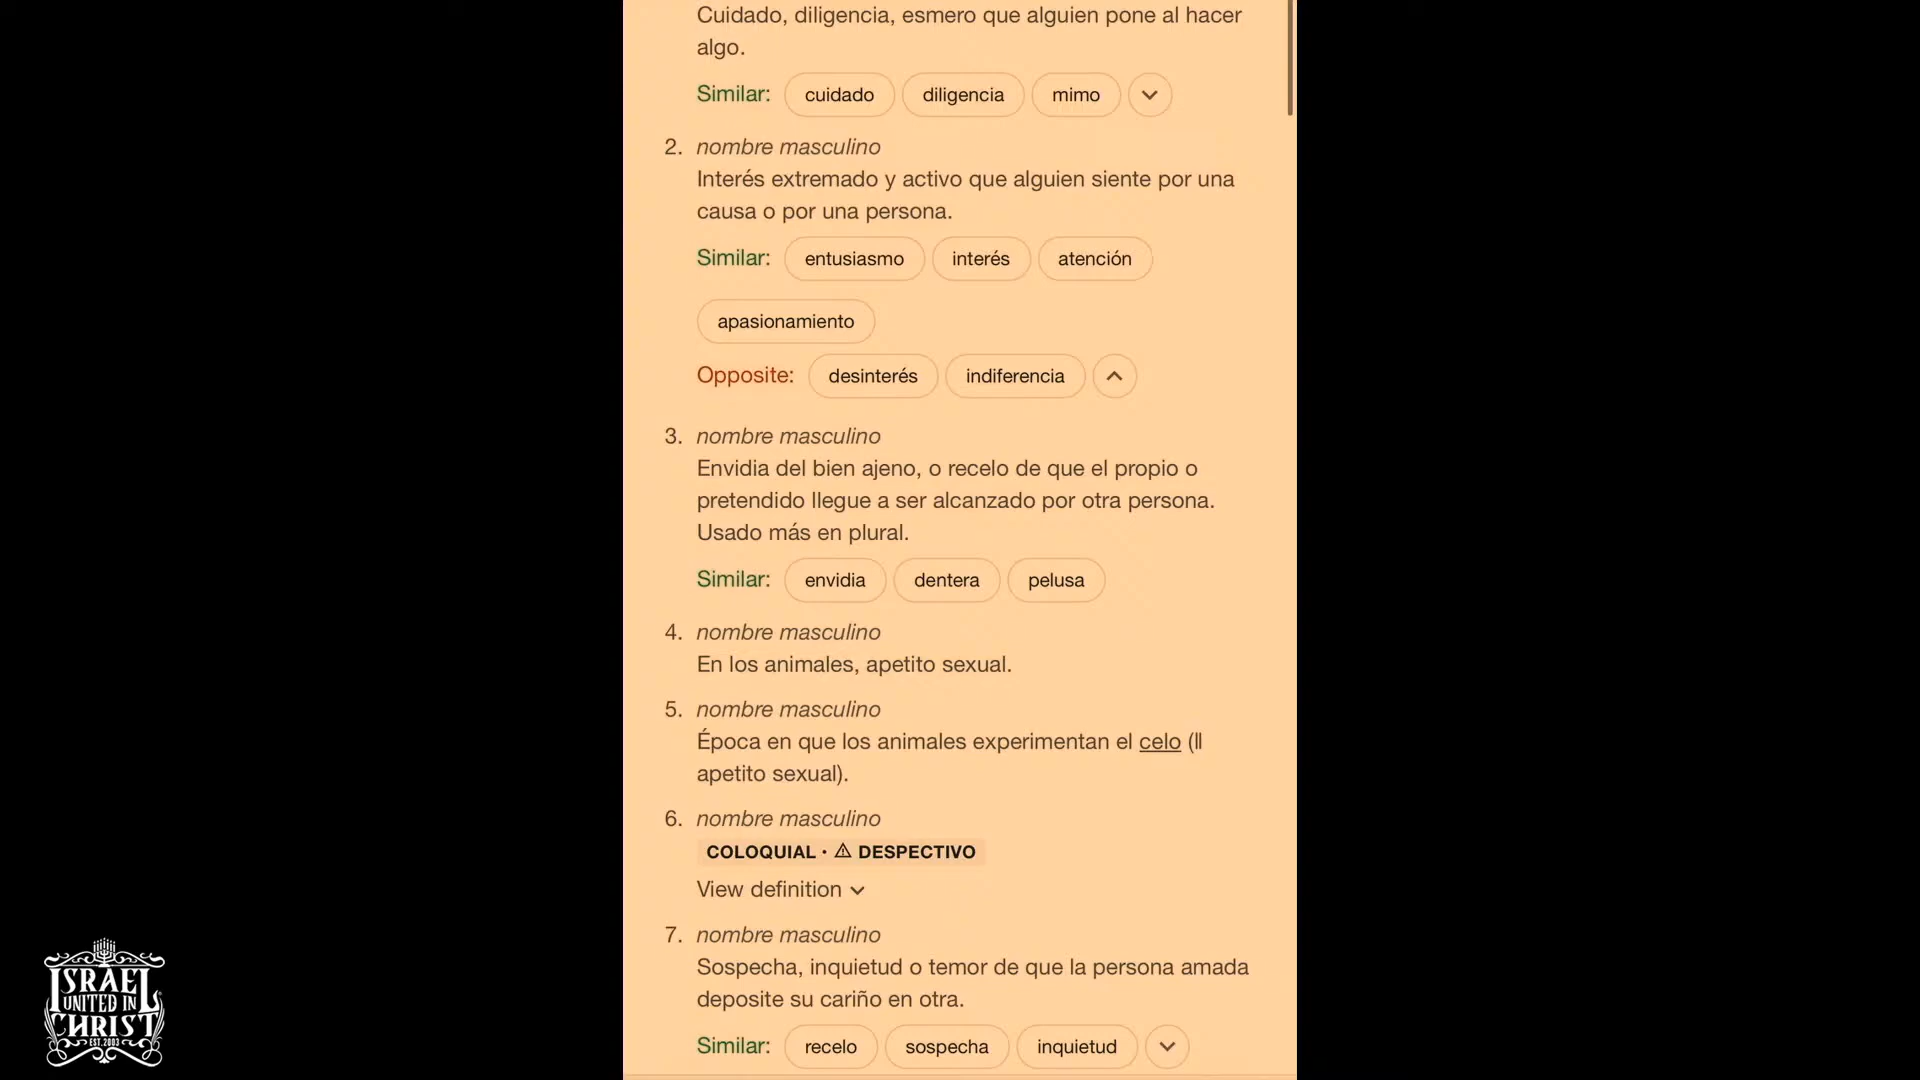 Cuidado, diligencia, esmero que alguien pone al hacer
algo.
Similar: cuidado diligencia mimo
2. nombre masculino
Interés extremado y activo que alguien siente por una
causa o por una persona.
Similar: entusiasmo interés atención
apasionamiento
Opposite: desinterés indiferencia
3. nombre masculino
Envidia del bien ajeno, o recelo de que el propio o
pretendido llegue a ser alcanzado por otra persona.
Usado más en plural.
Similar: envidia dentera pelusa
4. nombre masculino
En los animales, apetito sexual.
5. nombre masculino
Época en que los animales experimentan el celo (ǁ
apetito sexual).
6. nombre masculino
COLOQUIAL • ⚠ DESPECTIVO
View definition
7. nombre masculino
Sospecha, inquietud o temor de que la persona amada
deposite su cariño en otra.
Similar: recelo sospecha inquietud
ISRAEL
UNITED IN
CHRIST
EST. 2003